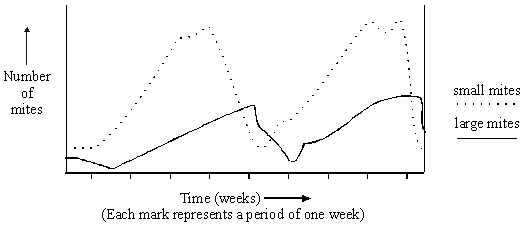 Number
of
mites
small mites
large mites
Time (weeks)
(Each mark represents a period of one week)